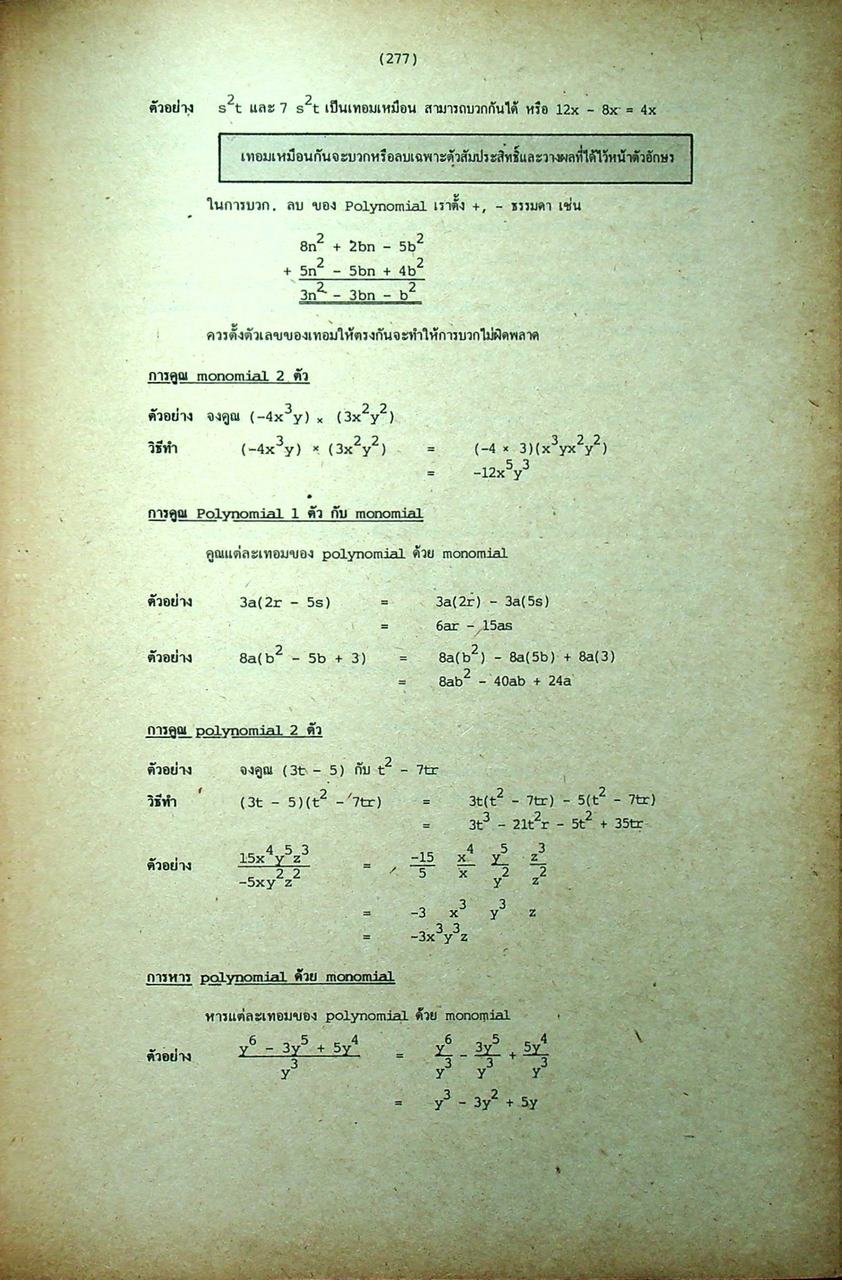 (277)
ตัวอย่าง s²t และ 7 s²t เป็นเทอมเหมือน สามารถบวกกันได้ หรือ 12x - 8x = 4x
เทอมเหมือนกันจะบวกหรือลบเฉพาะตัวสัมประสิทธิ์และวางผลที่ได้ไว้หน้าตัวอักษร
ในการบวก. ลบ ของ Polynomial เราตั้ง +, - ธรรมดา เช่น
8n² + 2bn - 5b²
+ 5n² - 5bn + 4b²
3n² - 3bn - b²
ควรตั้งตัวเลขของเทอมให้ตรงกันจะทำให้การบวกไม่ผิดพลาด
การคูณ monomial 2 ตัว
ตัวอย่าง จงคูณ (-4x³y) × (3x²y²)
วิธีทำ (-4x³y) × (3x²y²) = (-4 × 3)(x³yx²y²)
= -12x⁵y³
การคูณ Polynomial 1 ตัว กับ monomial
คูณแต่ละเทอมของ polynomial ด้วย monomial
ตัวอย่าง 3a(2r - 5s) = 3a(2r) - 3a(5s)
= 6ar - 15as
ตัวอย่าง 8a(b² - 5b + 3) = 8a(b²) - 8a(5b) + 8a(3)
= 8ab² - 40ab + 24a
การคูณ polynomial 2 ตัว
ตัวอย่าง จงคูณ (3t - 5) กับ t² - 7tr
วิธีทำ (3t - 5)(t² - 7tr) = 3t(t² - 7tr) - 5(t² - 7tr)
= 3t³ - 21t²r - 5t² + 35tr
15x⁴y⁵z³ -15 x⁴ y⁵ z³
ตัวอย่าง =
-5xy²z² 5 x y² z²
= -3 x³ y³ z
= -3x³y³z
การหาร polynomial ด้วย monomial
หารแต่ละเทอมของ polynomial ด้วย monomial
y⁶ - 3y⁵ + 5y⁴ y⁶ - 3y⁵ + 5y⁴
ตัวอย่าง =
y³ y³ y³ y³
= y³ - 3y² + 5y